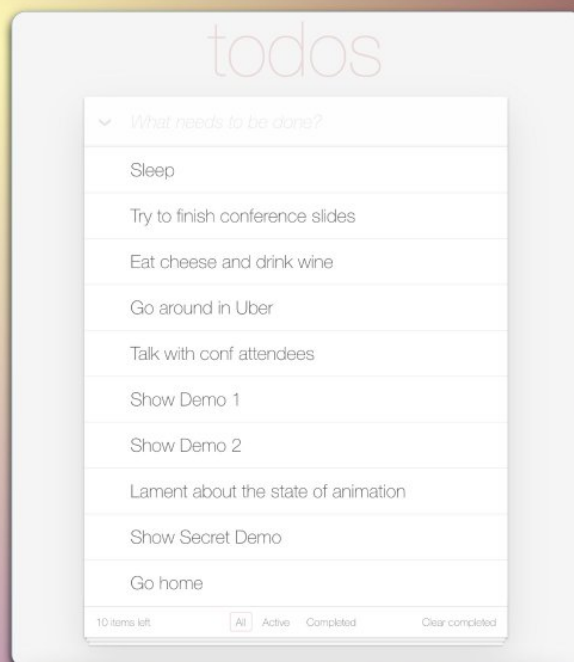 todos
What needs to be done?
Sleep
Try to finish conference slides
Eat cheese and drink wine
Go around in Uber
Talk with conf attendees
Show Demo 1
Show Demo 2
Lament about the state of animation
Show Secret Demo
Go home
10 items left All Active Completed Clear completed